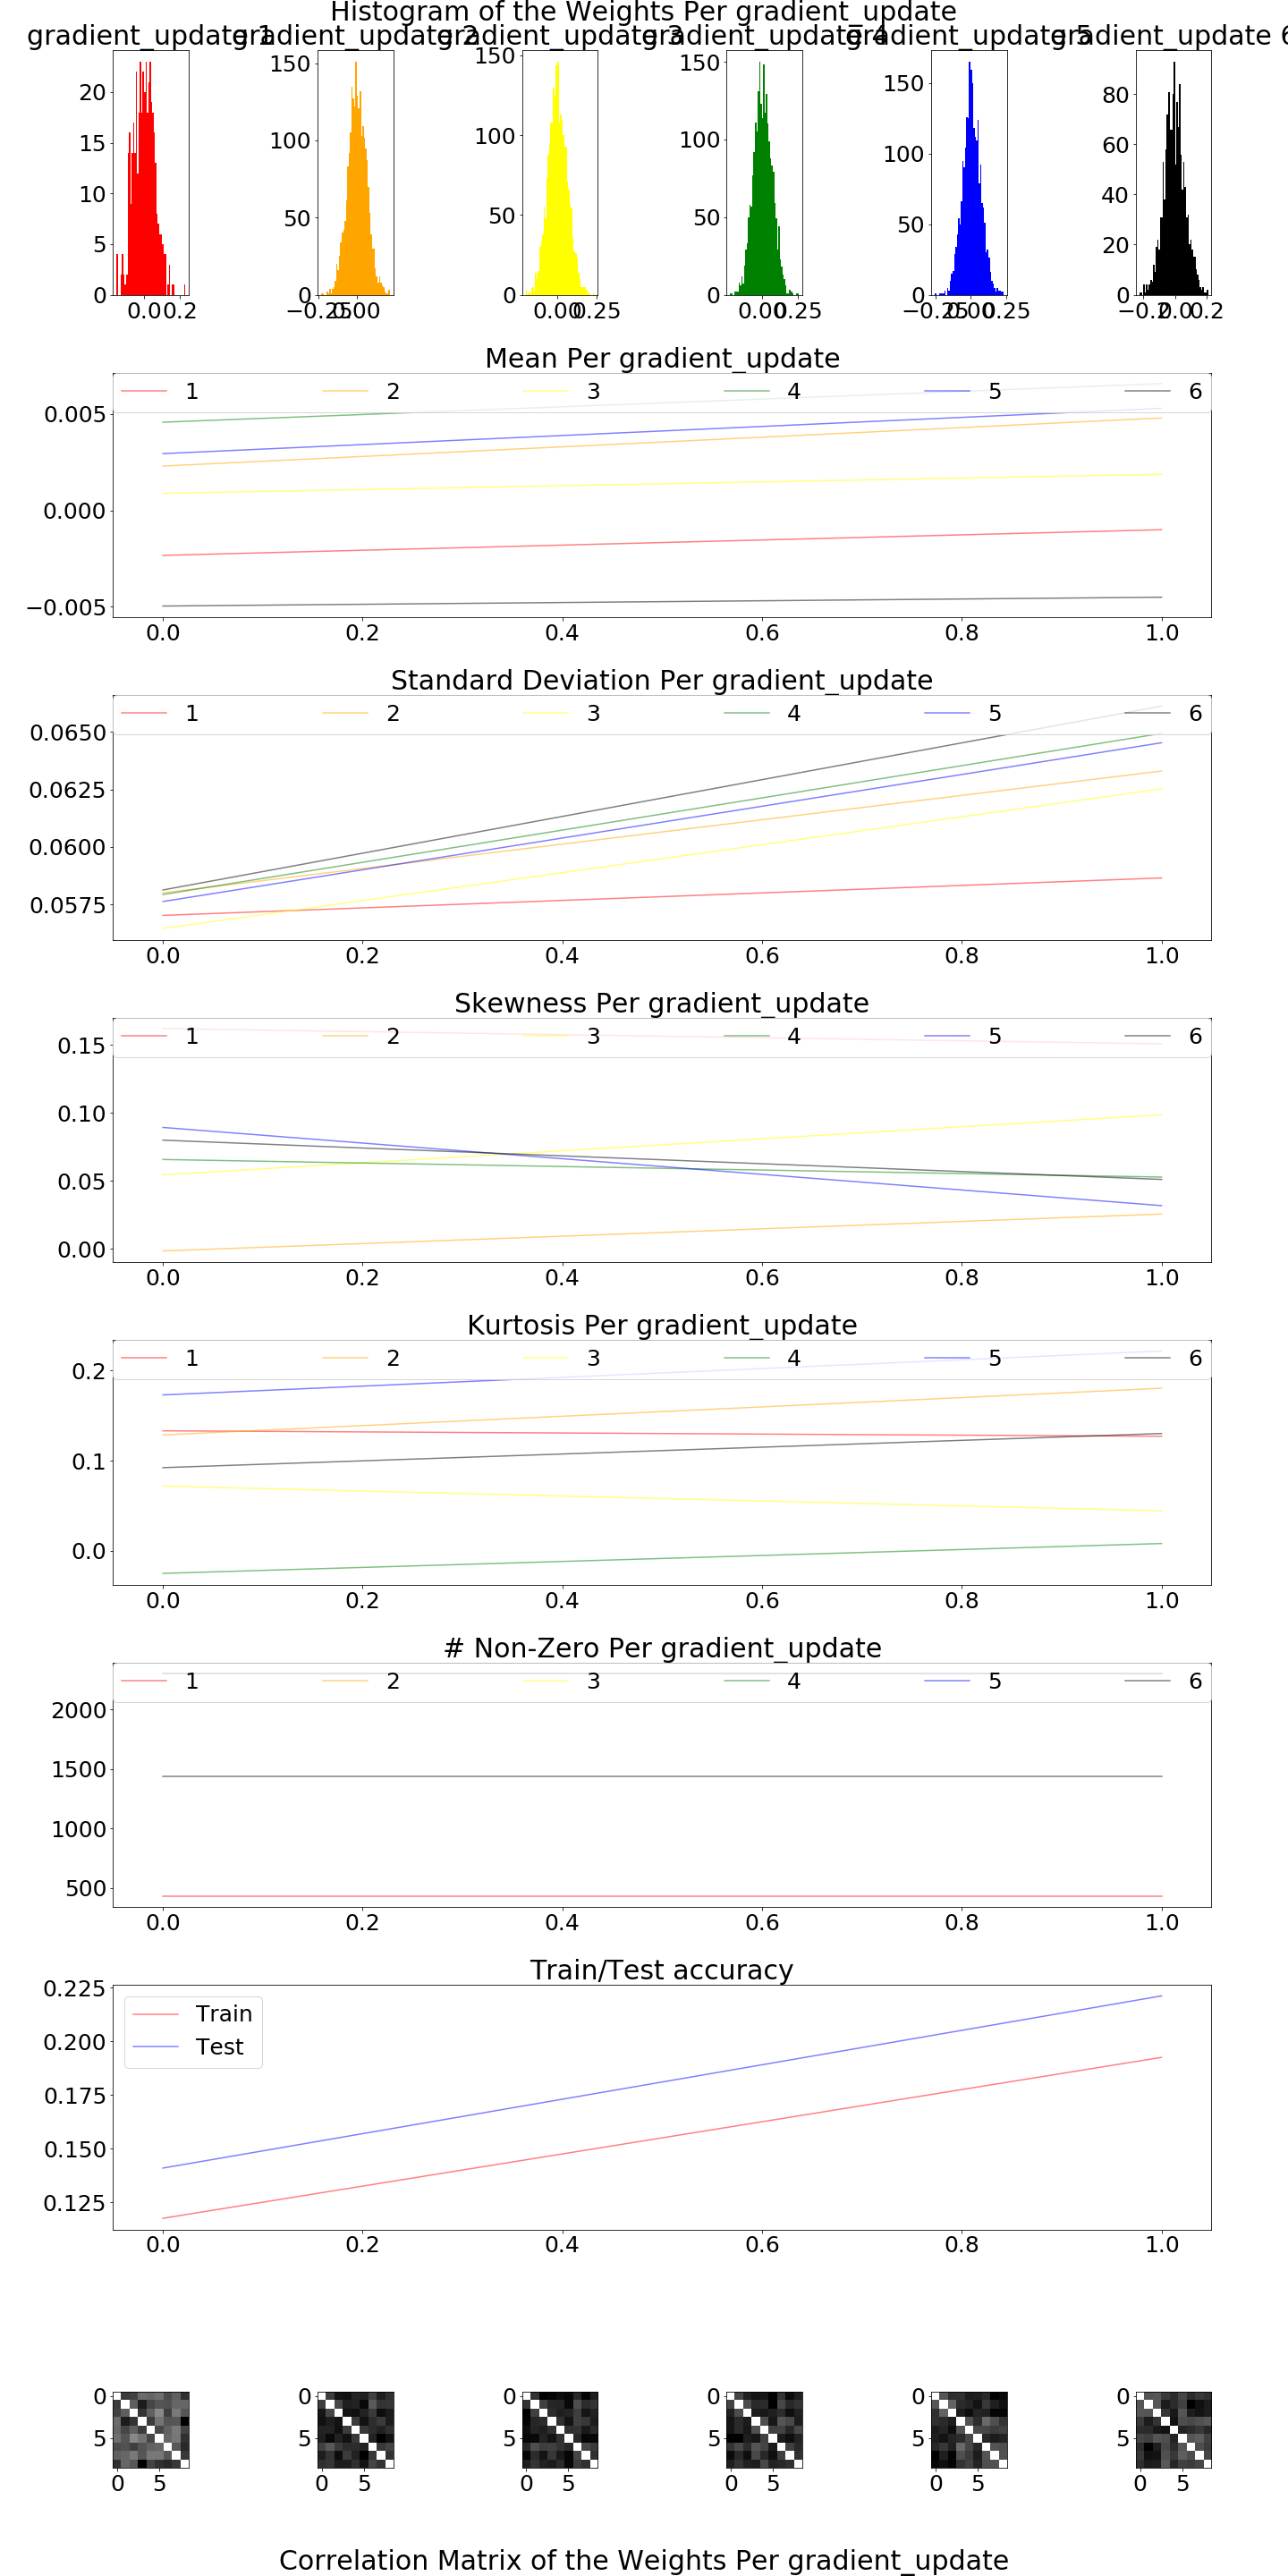 Histogram of the Weights Per gradient_update
gradient_update 1 gradient_update 2 gradient_update 3 gradient_update 4 gradient_update 5 gradient_update 6
20 15 10 5 0
0.0 0.2
150 100 50 0
−0.25 0.00
150 100 50 0
0.00 0.25
150 100 50 0
0.00 0.25
150 100 50 0
−0.25 0.00 0.25
80 60 40 20 0
−0.2 0.0 0.2
Mean Per gradient_update
1 2 3 4 5 6
0.005
0.000
−0.005
0.0 0.2 0.4 0.6 0.8 1.0
Standard Deviation Per gradient_update
1 2 3 4 5 6
0.0650
0.0625
0.0600
0.0575
0.0 0.2 0.4 0.6 0.8 1.0
Skewness Per gradient_update
1 2 3 4 5 6
0.15
0.10
0.05
0.00
0.0 0.2 0.4 0.6 0.8 1.0
Kurtosis Per gradient_update
1 2 3 4 5 6
0.2
0.1
0.0
0.0 0.2 0.4 0.6 0.8 1.0
# Non-Zero Per gradient_update
1 2 3 4 5 6
2000
1500
1000
500
0.0 0.2 0.4 0.6 0.8 1.0
Train/Test accuracy
0.225
Train
0.200
Test
0.175
0.150
0.125
0.0 0.2 0.4 0.6 0.8 1.0
0 0 0 0 0 0
5 5 5 5 5 5
0 5 0 5 0 5 0 5 0 5 0 5
Correlation Matrix of the Weights Per gradient_update